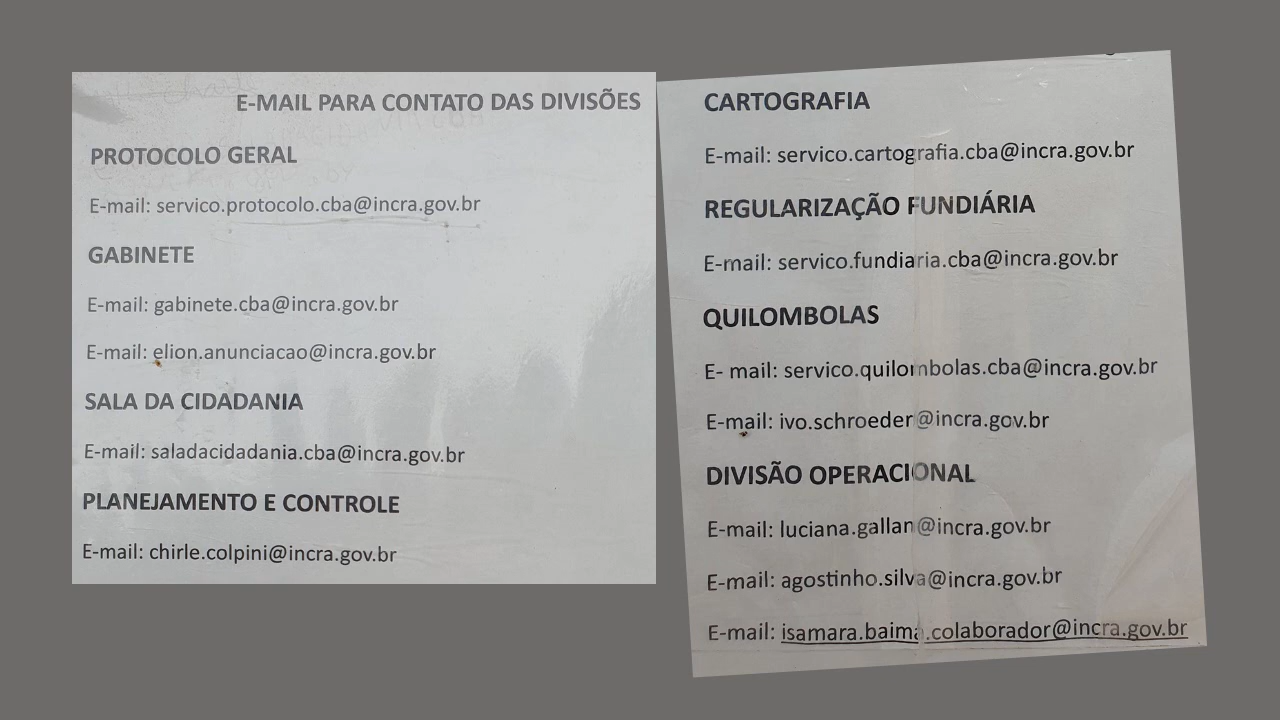 E-MAIL PARA CONTATO DAS DIVISÕES
PROTOCOLO GERAL
E-mail: servico.protocolo.cba@incra.gov.br
GABINETE
E-mail: gabinete.cba@incra.gov.br
E-mail: elion.anunciacao@incra.gov.br
SALA DA CIDADANIA
E-mail: saladacidadania.cba@incra.gov.br
PLANEJAMENTO E CONTROLE
E-mail: chirle.colpini@incra.gov.br
CARTOGRAFIA
E-mail: servico.cartografia.cba@incra.gov.br
REGULARIZAÇÃO FUNDIÁRIA
E-mail: servico.fundiaria.cba@incra.gov.br
QUILOMBOLAS
E- mail: servico.quilombolas.cba@incra.gov.br
E-mail: ivo.schroeder@incra.gov.br
DIVISÃO OPERACIONAL
E-mail: luciana.gallan@incra.gov.br
E-mail: agostinho.silva@incra.gov.br
E-mail: isamara.baima.colaborador@incra.gov.br